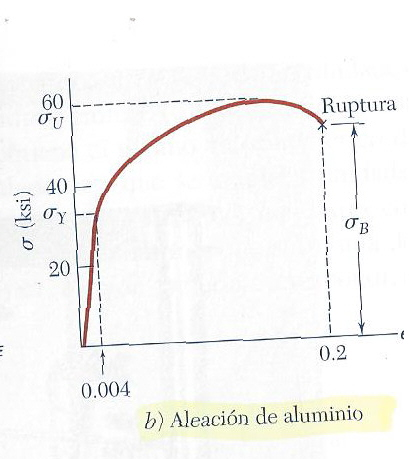 60
σU
Ruptura
40
σY
σ (ksi)
σB
20
0.2
0.004
b) Aleación de aluminio